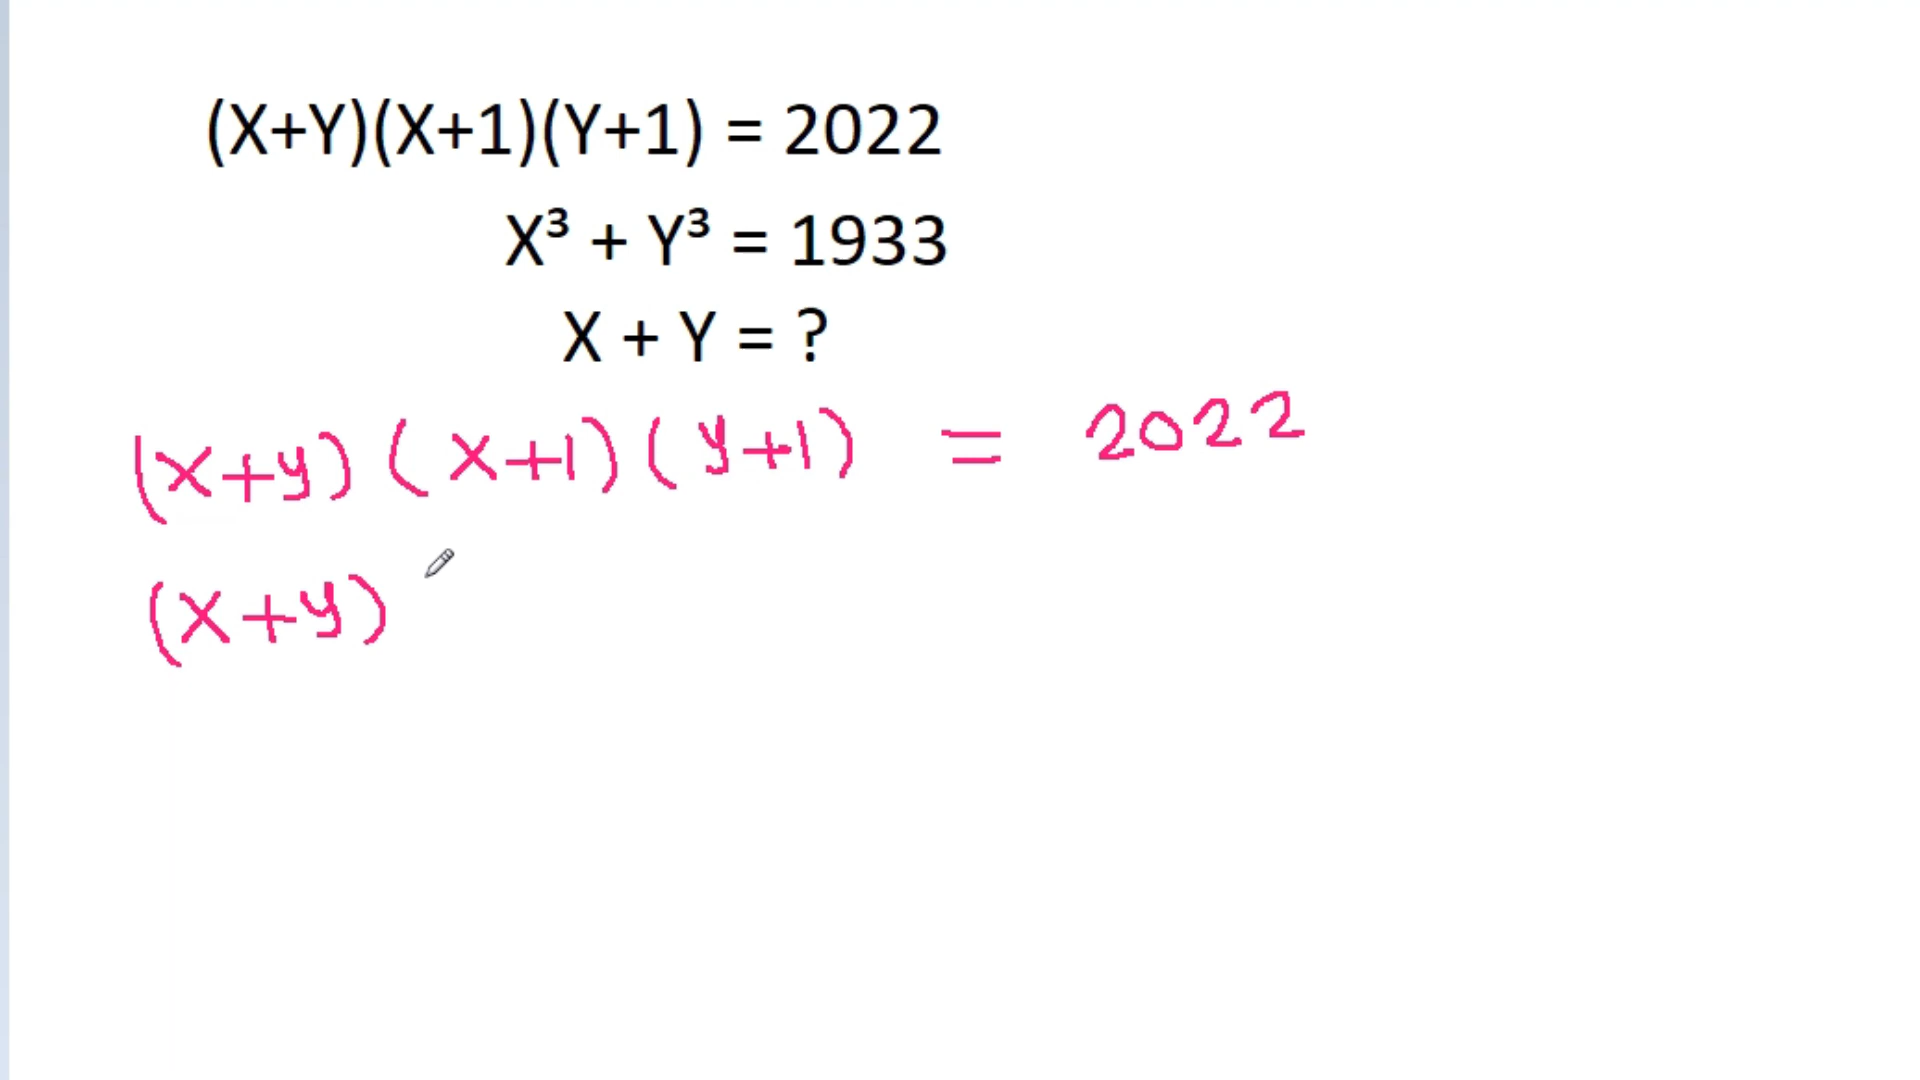 (X+Y)(X+1)(Y+1) = 2022
X³ + Y³ = 1933
X + Y = ?
(x+y) (x+1) (y+1) = 2022
(x+y)